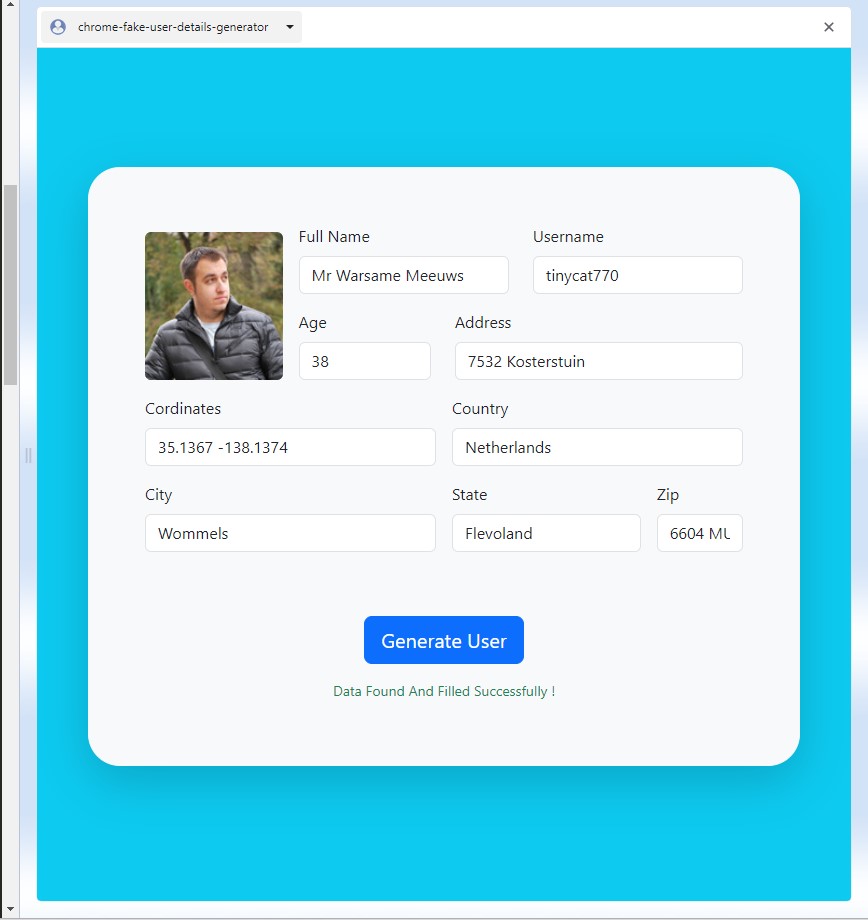 chrome-fake-user-details-generator
Full Name
Username
Mr Warsame Meeuws
tinycat770
Age
Address
38
7532 Kosterstuin
Cordinates
Country
35.1367 -138.1374
Netherlands
City
State
Zip
Wommels
Flevoland
6604 MU
Generate User
Data Found And Filled Successfully !